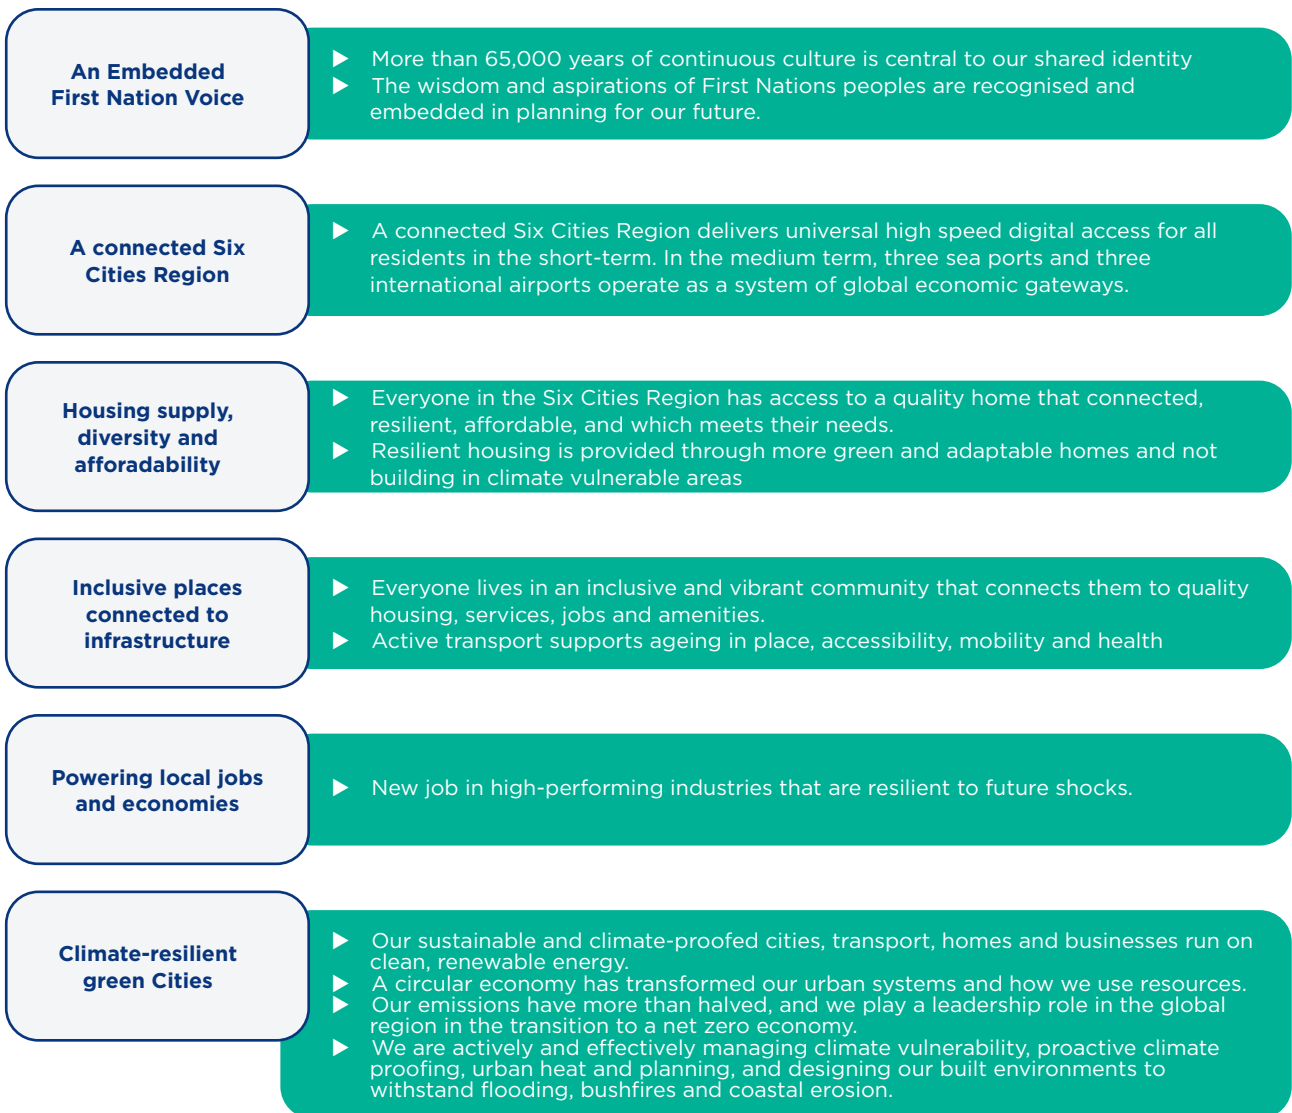 An Embedded
First Nation Voice
▶ More than 65,000 years of continuous culture is central to our shared identity
▶ The wisdom and aspirations of First Nations peoples are recognised and
embedded in planning for our future.
A connected Six
Cities Region
▶ A connected Six Cities Region delivers universal high speed digital access for all
residents in the short-term. In the medium term, three sea ports and three
international airports operate as a system of global economic gateways.
Housing supply,
diversity and
afforadability
▶ Everyone in the Six Cities Region has access to a quality home that connected,
resilient, affordable, and which meets their needs.
▶ Resilient housing is provided through more green and adaptable homes and not
building in climate vulnerable areas
Inclusive places
connected to
infrastructure
▶ Everyone lives in an inclusive and vibrant community that connects them to quality
housing, services, jobs and amenities.
▶ Active transport supports ageing in place, accessibility, mobility and health
Powering local jobs
and economies
▶ New job in high-performing industries that are resilient to future shocks.
Climate-resilient
green Cities
▶ Our sustainable and climate-proofed cities, transport, homes and businesses run on
clean, renewable energy.
▶ A circular economy has transformed our urban systems and how we use resources.
▶ Our emissions have more than halved, and we play a leadership role in the global
region in the transition to a net zero economy.
▶ We are actively and effectively managing climate vulnerability, proactive climate
proofing, urban heat and planning, and designing our built environments to
withstand flooding, bushfires and coastal erosion.